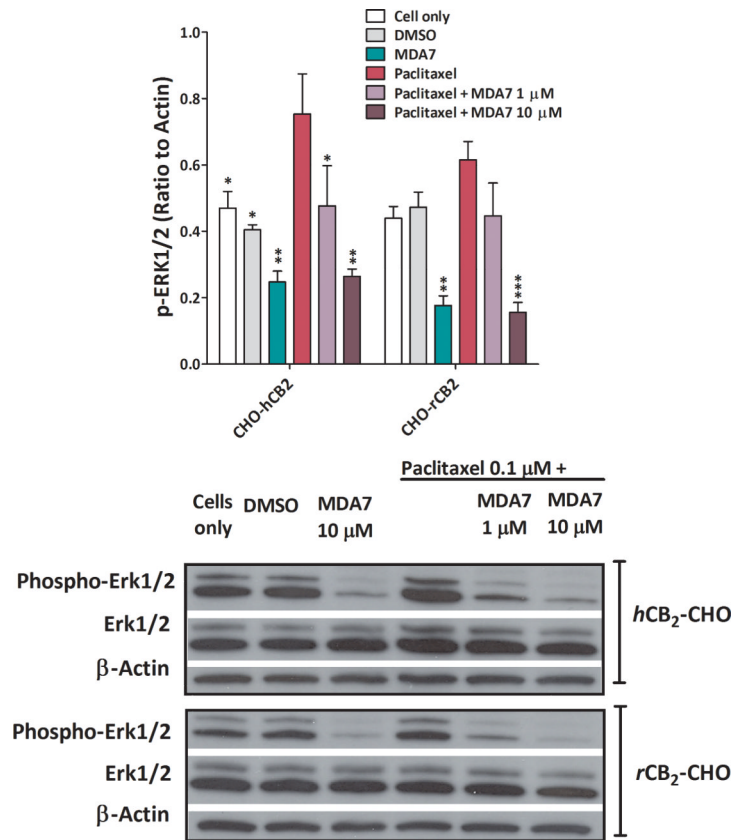 Cell only
DMSO
MDA7
Paclitaxel
Paclitaxel + MDA7 1 μM
Paclitaxel + MDA7 10 μM
p-ERK1/2 (Ratio to Actin)
1.0
0.8
0.6
0.4
0.2
0.0
* * ** * **
** ***
CHO-hCB2
CHO-rCB2
Paclitaxel 0.1 μM +
Cells only
DMSO
MDA7
10 μM
MDA7
1 μM
MDA7
10 μM
Phospho-Erk1/2
Erk1/2
β-Actin
hCB₂-CHO
Phospho-Erk1/2
Erk1/2
β-Actin
rCB₂-CHO